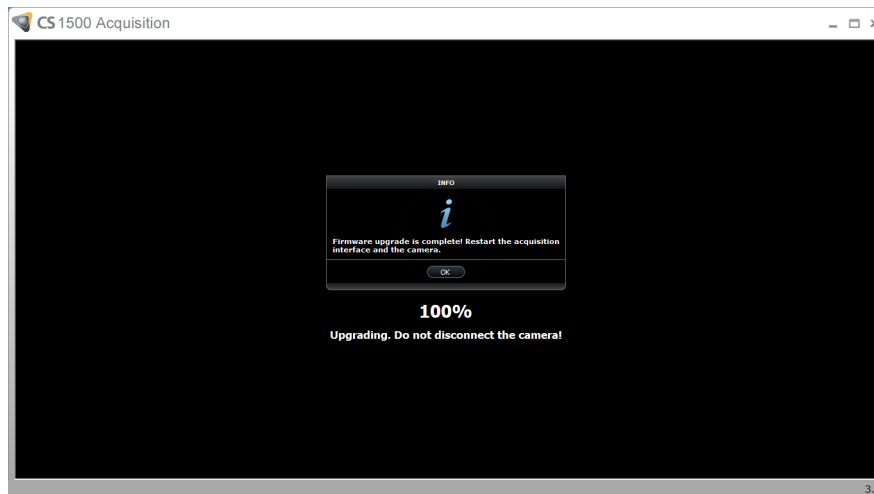 CS 1500 Acquisition
INFO
Firmware upgrade is complete! Restart the acquisition
interface and the camera.
OK
100%
Upgrading. Do not disconnect the camera!
3.